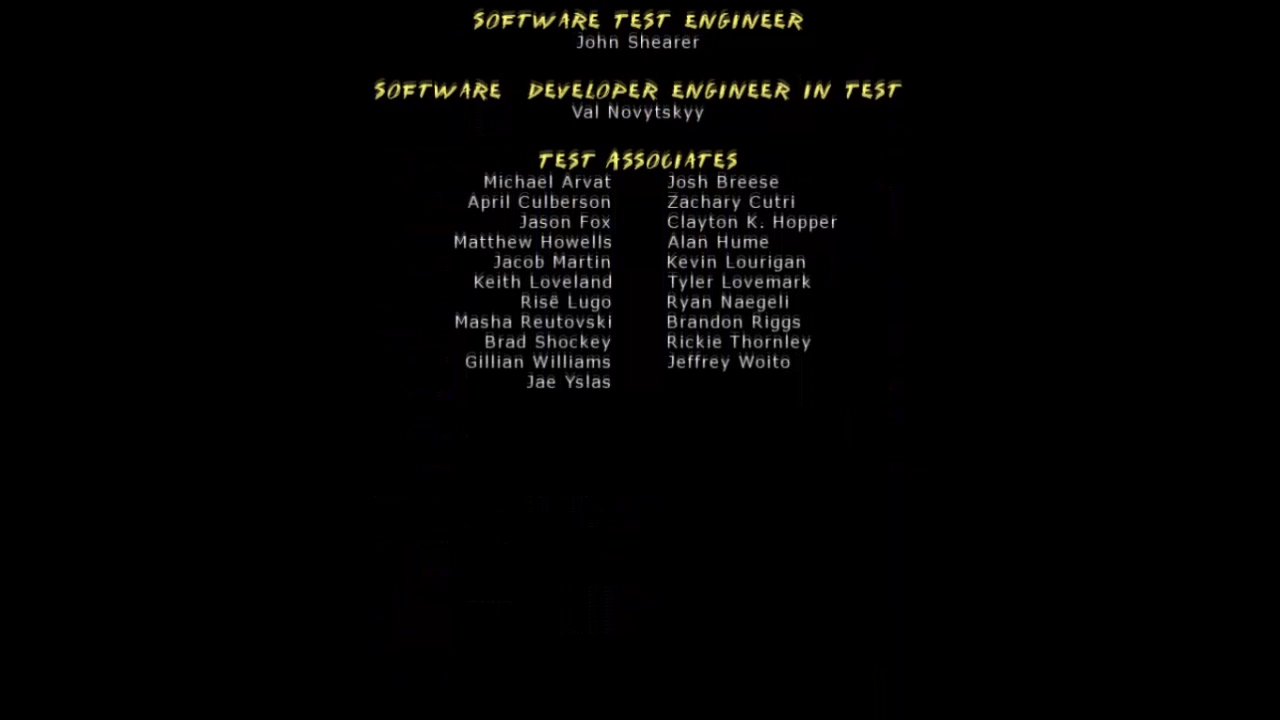 SOFTWARE TEST ENGINEER
John Shearer
SOFTWARE DEVELOPER ENGINEER IN TEST
Val Novytskyy
TEST ASSOCIATES
Michael Arvat Josh Breese
April Culberson Zachary Cutri
Jason Fox Clayton K. Hopper
Matthew Howells Alan Hume
Jacob Martin Kevin Lourigan
Keith Loveland Tyler Lovemark
Risë Lugo Ryan Naegeli
Masha Reutovski Brandon Riggs
Brad Shockey Rickie Thornley
Gillian Williams Jeffrey Woito
Jae Yslas